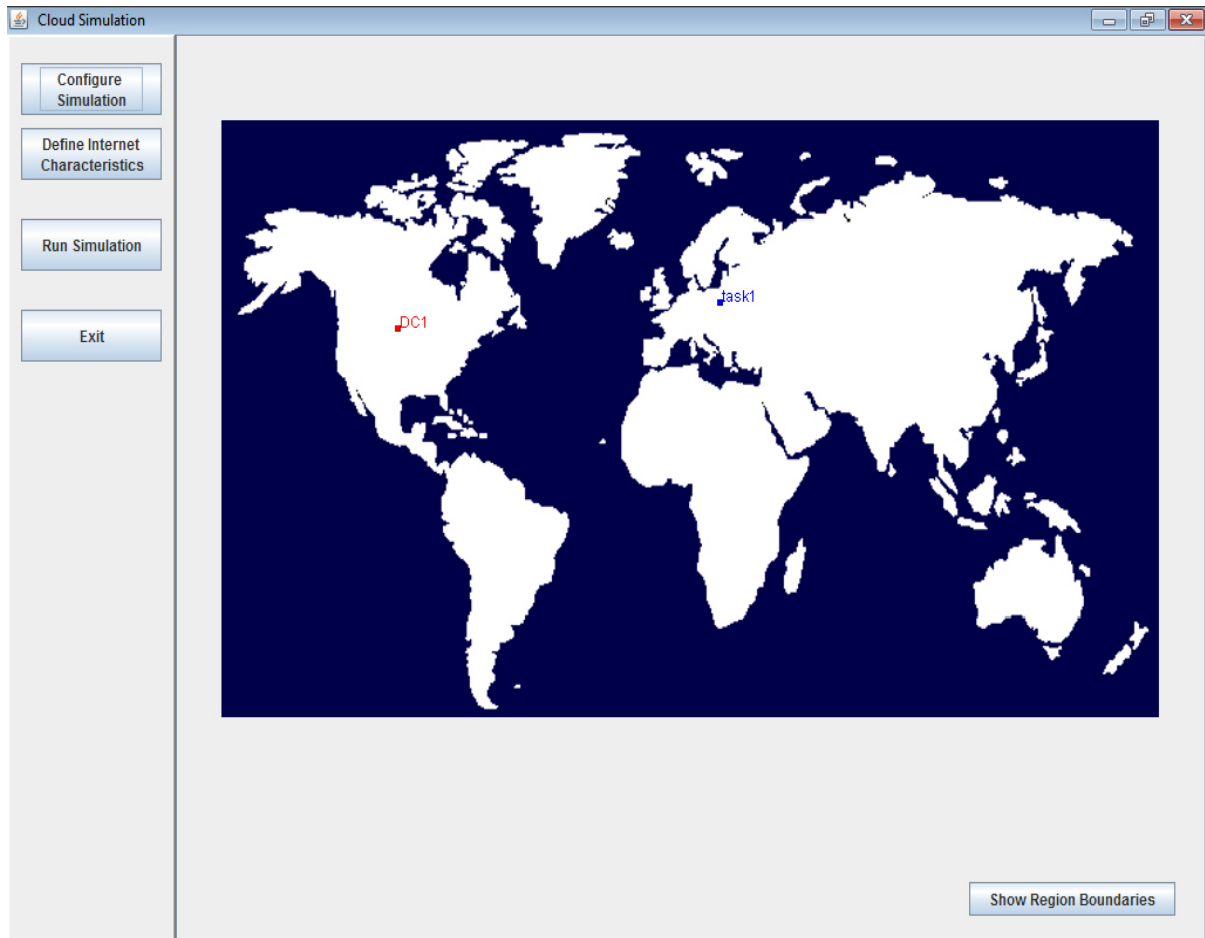 Cloud Simulation
Configure
Simulation
Define Internet
Characteristics
Run Simulation
Exit
task1
DC1
Show Region Boundaries